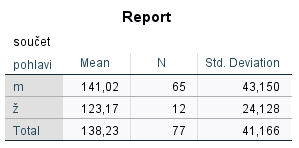 Report
součet
pohlavi Mean N Std. Deviation
m 141,02 65 43,150
ž 123,17 12 24,128
Total 138,23 77 41,166